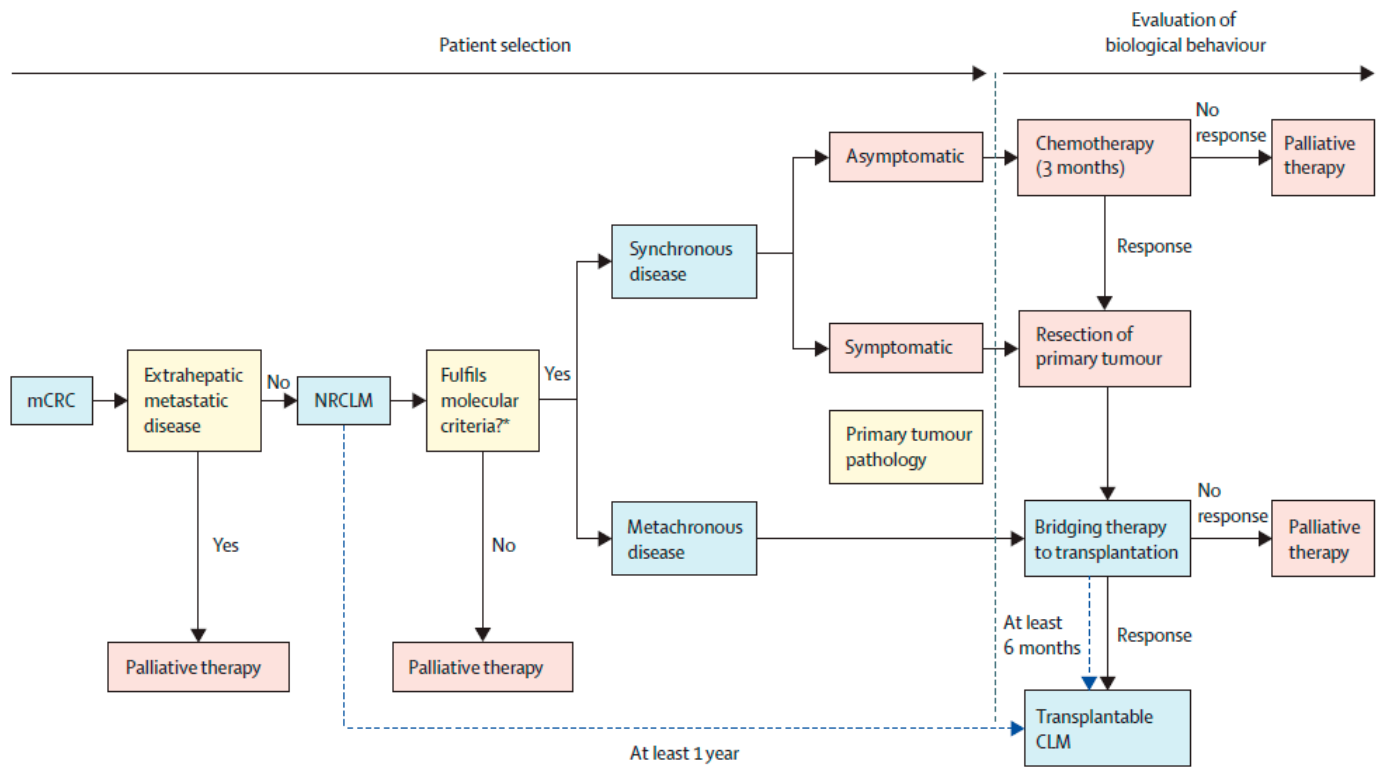 Patient selection
Evaluation of
biological behaviour
Asymptomatic
Chemotherapy
(3 months)
No
response
Palliative
therapy
Response
Synchronous
disease
Symptomatic
Resection of
primary tumour
mCRC
Extrahepatic
metastatic
disease
No
NRCLM
Fulfils
molecular
criteria?*
Yes
Primary tumour
pathology
Metachronous
disease
Bridging therapy
to transplantation
No
response
Palliative
therapy
Yes
No
At least
6 months
Response
Palliative therapy
Palliative therapy
Transplantable
CLM
At least 1 year